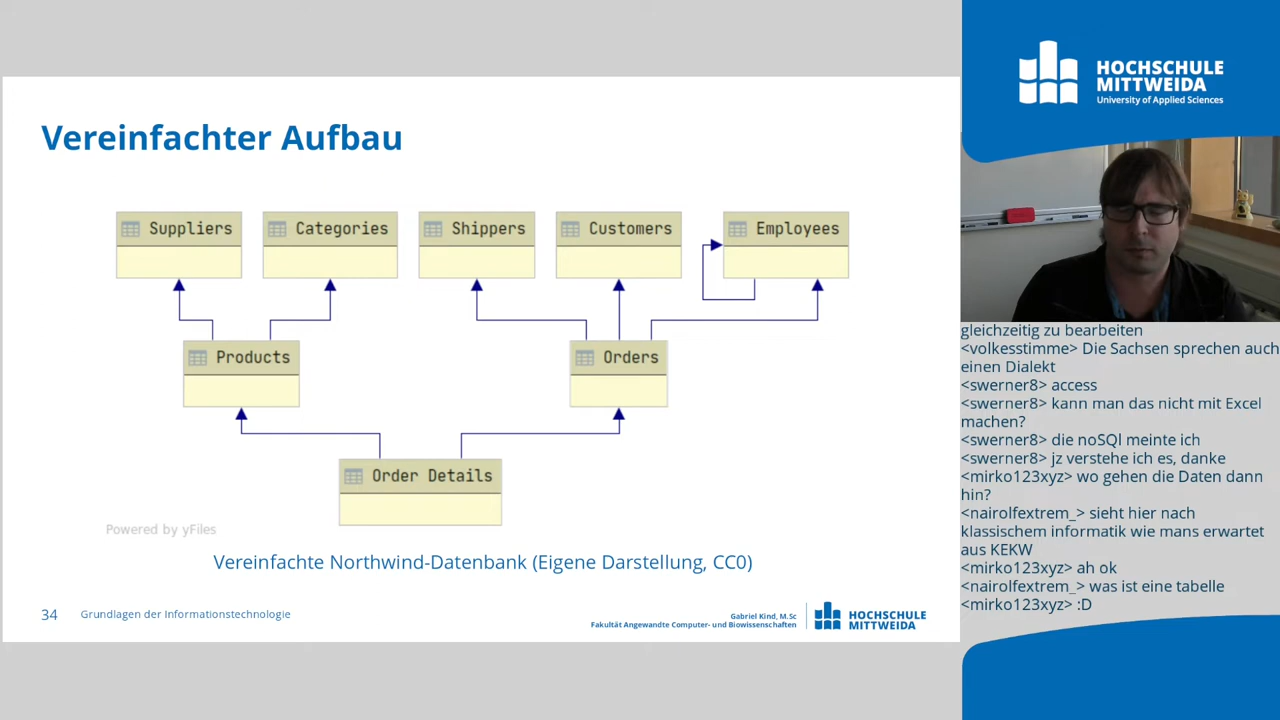 Vereinfachter Aufbau
Suppliers
Categories
Shippers
Customers
Employees
Products
Orders
Order Details
Powered by yFiles
Vereinfachte Northwind-Datenbank (Eigene Darstellung, CC0)
34
Grundlagen der Informationstechnologie
Gabriel Kind, M.Sc
Fakultät Angewandte Computer- und Biowissenschaften
HOCHSCHULE
MITTWEIDA
HOCHSCHULE
MITTWEIDA
University of Applied Sciences
gleichzeitig zu bearbeiten
<volkesstimme> Die Sachsen sprechen auch
einen Dialekt
<swerner8> access
<swerner8> kann man das nicht mit Excel
machen?
<swerner8> die noSQl meinte ich
<swerner8> jz verstehe ich es, danke
<mirko123xyz> wo gehen die Daten dann
hin?
<nairolfextrem_> sieht hier nach
klassischem informatik wie mans erwartet
aus KEKW
<mirko123xyz> ah ok
<nairolfextrem_> was ist eine tabelle
<mirko123xyz> :D